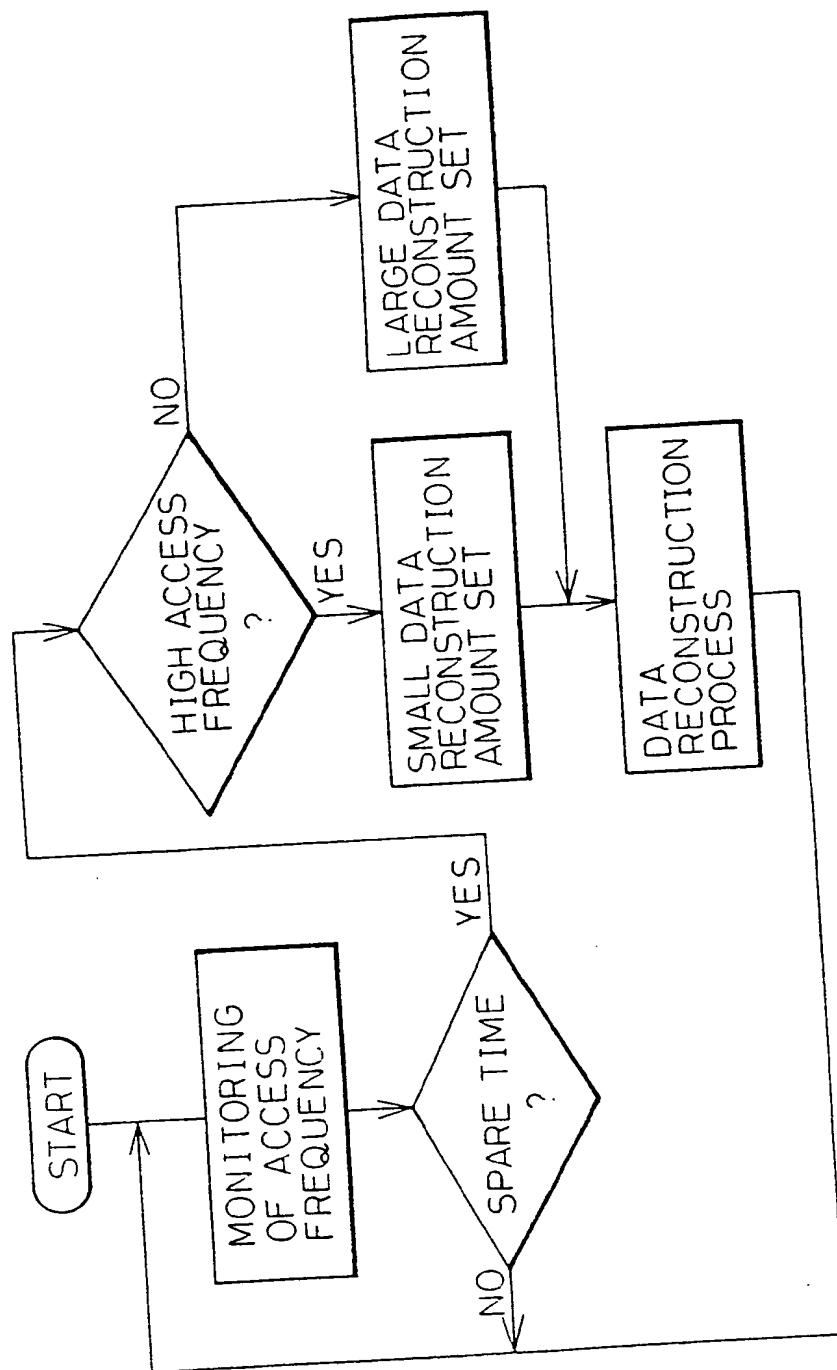 START
MONITORING
OF ACCESS
FREQUENCY
SPARE TIME
?
NO
YES
HIGH ACCESS
FREQUENCY
?
NO
YES
SMALL DATA
RECONSTRUCTION
AMOUNT SET
LARGE DATA
RECONSTRUCTION
AMOUNT SET
DATA
RECONSTRUCTION
PROCESS